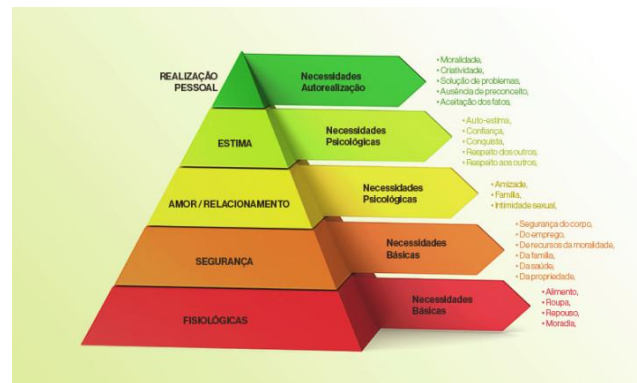 REALIZAÇÃO
PESSOAL
Necessidades
Autorealização
• Moralidade,
• Criatividade,
• Solução de problemas,
• Ausência de preconceito,
• Aceitação dos fatos,
ESTIMA
Necessidades
Psicológicas
• Auto-estima,
• Confiança,
• Conquista,
• Respeito dos outros,
• Respeito aos outros,
AMOR / RELACIONAMENTO
Necessidades
Psicológicas
• Amizade,
• Família,
• Intimidade sexual,
SEGURANÇA
Necessidades
Básicas
• Segurança do corpo,
• Do emprego,
• De recursos da moralidade,
• Da família,
• Da saúde,
• Da propriedade,
FISIOLÓGICAS
Necessidades
Básicas
• Alimento,
• Roupa,
• Repouso,
• Moradia,